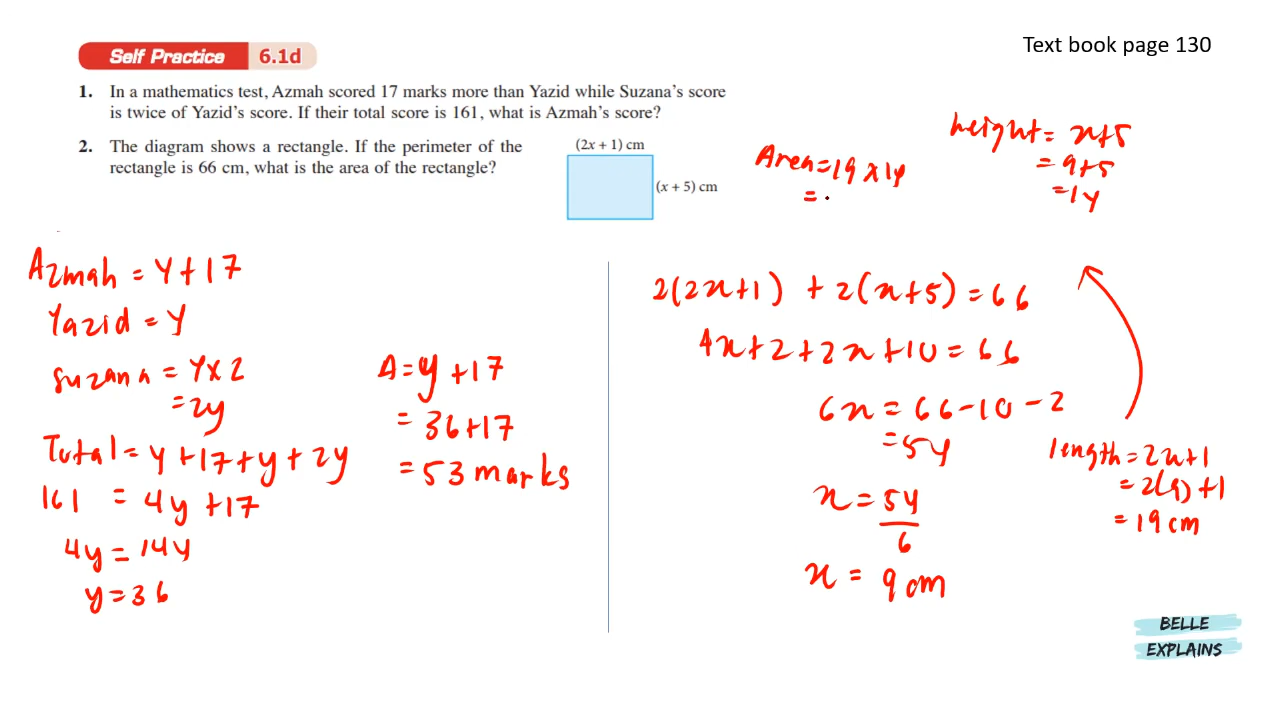 Text book page 130
Self Practice 6.1d
1. In a mathematics test, Azmah scored 17 marks more than Yazid while Suzana's score
is twice of Yazid's score. If their total score is 161, what is Azmah's score?
2. The diagram shows a rectangle. If the perimeter of the
rectangle is 66 cm, what is the area of the rectangle?
(2x + 1) cm
(x + 5) cm
Area = 19 x 14
=
height = x+5
= 9+5
= 14
Azmah = y + 17
Yazid = y
Suzana = y x 2
= 2y
Total = y + 17 + y + 2y
161 = 4y + 17
4y = 144
y = 36
A = y + 17
= 36 + 17
= 53 marks
2(2x+1) + 2(x+5) = 66
4x + 2 + 2x + 10 = 66
6x = 66 - 10 - 2
= 54
x = 54
6
x = 9 cm
length = 2x+1
= 2(9) + 1
= 19 cm
BELLE
EXPLAINS